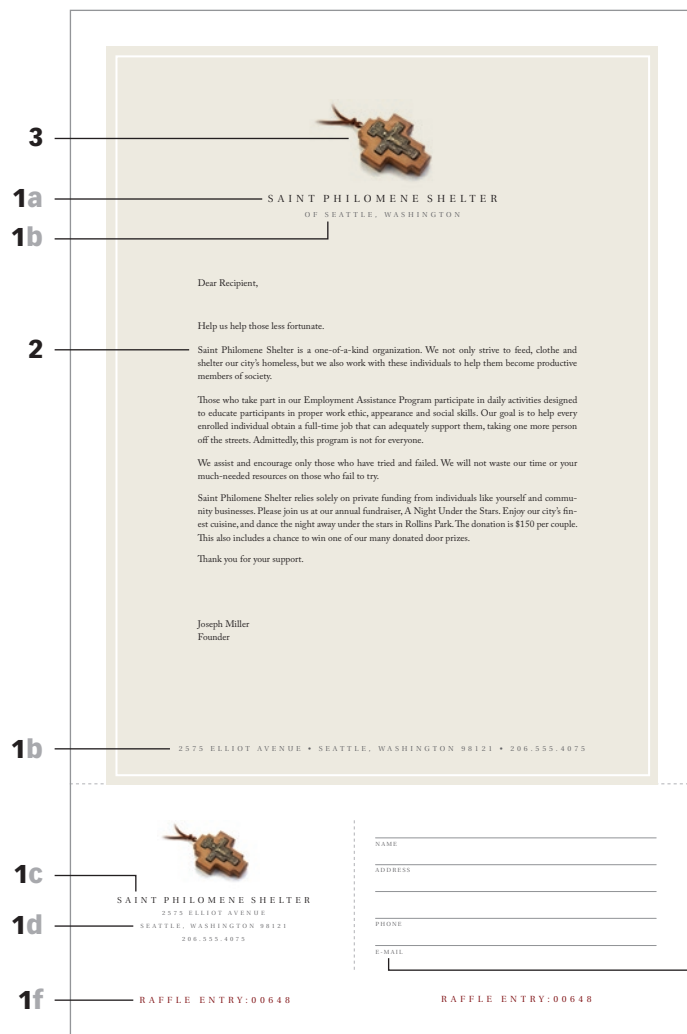 3
1a
SAINT PHILOMENE SHELTER
OF SEATTLE, WASHINGTON
1b
Dear Recipient,
Help us help those less fortunate.
2
Saint Philomene Shelter is a one-of-a-kind organization. We not only strive to feed, clothe and
shelter our city's homeless, but we also work with these individuals to help them become productive
members of society.
Those who take part in our Employment Assistance Program participate in daily activities designed
to educate participants in proper work ethic, appearance and social skills. Our goal is to help every
enrolled individual obtain a full-time job that can adequately support them, taking one more person
off the streets. Admittedly, this program is not for everyone.
We assist and encourage only those who have tried and failed. We will not waste our time or your
much-needed resources on those who fail to try.
Saint Philomene Shelter relies solely on private funding from individuals like yourself and commu-
nity businesses. Please join us at our annual fundraiser, A Night Under the Stars. Enjoy our city's fin-
est cuisine, and dance the night away under the stars in Rollins Park. The donation is $150 per couple.
This also includes a chance to win one of our many donated door prizes.
Thank you for your support.
Joseph Miller
Founder
1b
2575 ELLIOT AVENUE • SEATTLE, WASHINGTON 98121 • 206.555.4075
1c
SAINT PHILOMENE SHELTER
2575 ELLIOT AVENUE
1d
SEATTLE, WASHINGTON 98121
206.555.4075
1f
RAFFLE ENTRY:00648
NAME
ADDRESS
PHONE
E-MAIL
RAFFLE ENTRY:00648